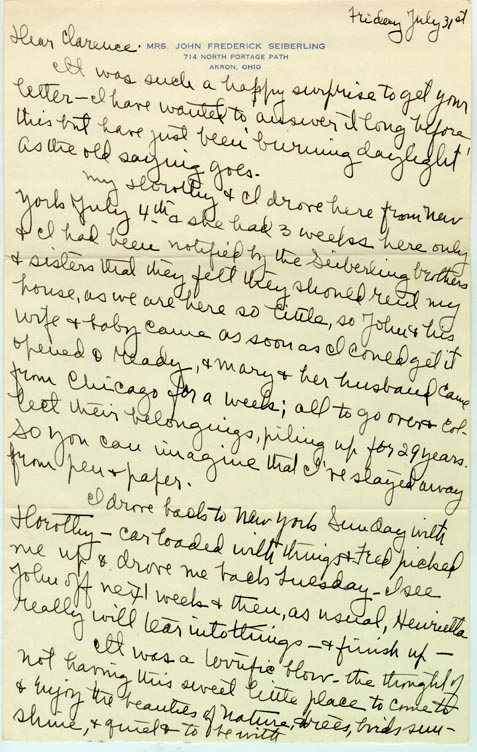 Friday July 31st
Dear Clarence.
MRS. JOHN FREDERICK SEIBERLING
714 NORTH PORTAGE PATH
AKRON, OHIO
It was such a happy surprise to get your
letter – I have wanted to answer it long before
this but have just been "burning daylight"
as the old saying goes.
My Dorothy & I drove here from New
York July 4th & she had 3 weeks here only
& I had been notified by the Seiberling brothers
& sisters that they felt they should rent my
house, as we are here so little, so John & his
wife & baby came as soon as I could get it
opened & ready, & Mary & her husband came
from Chicago for a week; all to go over & col-
lect their belongings, piling up for 29 years.
So you can imagine that I've stayed away
from pen & paper.
I drove back to New York Sunday with
Dorothy – car loaded with things & Fred picked
me up & drove me back Tuesday – I see
John off next week & then, as usual, Henrietta
really will tear into things – & finish up –
It was a terrific blow – the thought of
not having this sweet little place to come to
& enjoy the beauties of nature, trees, birds sun-
shine, & quiet & to be with